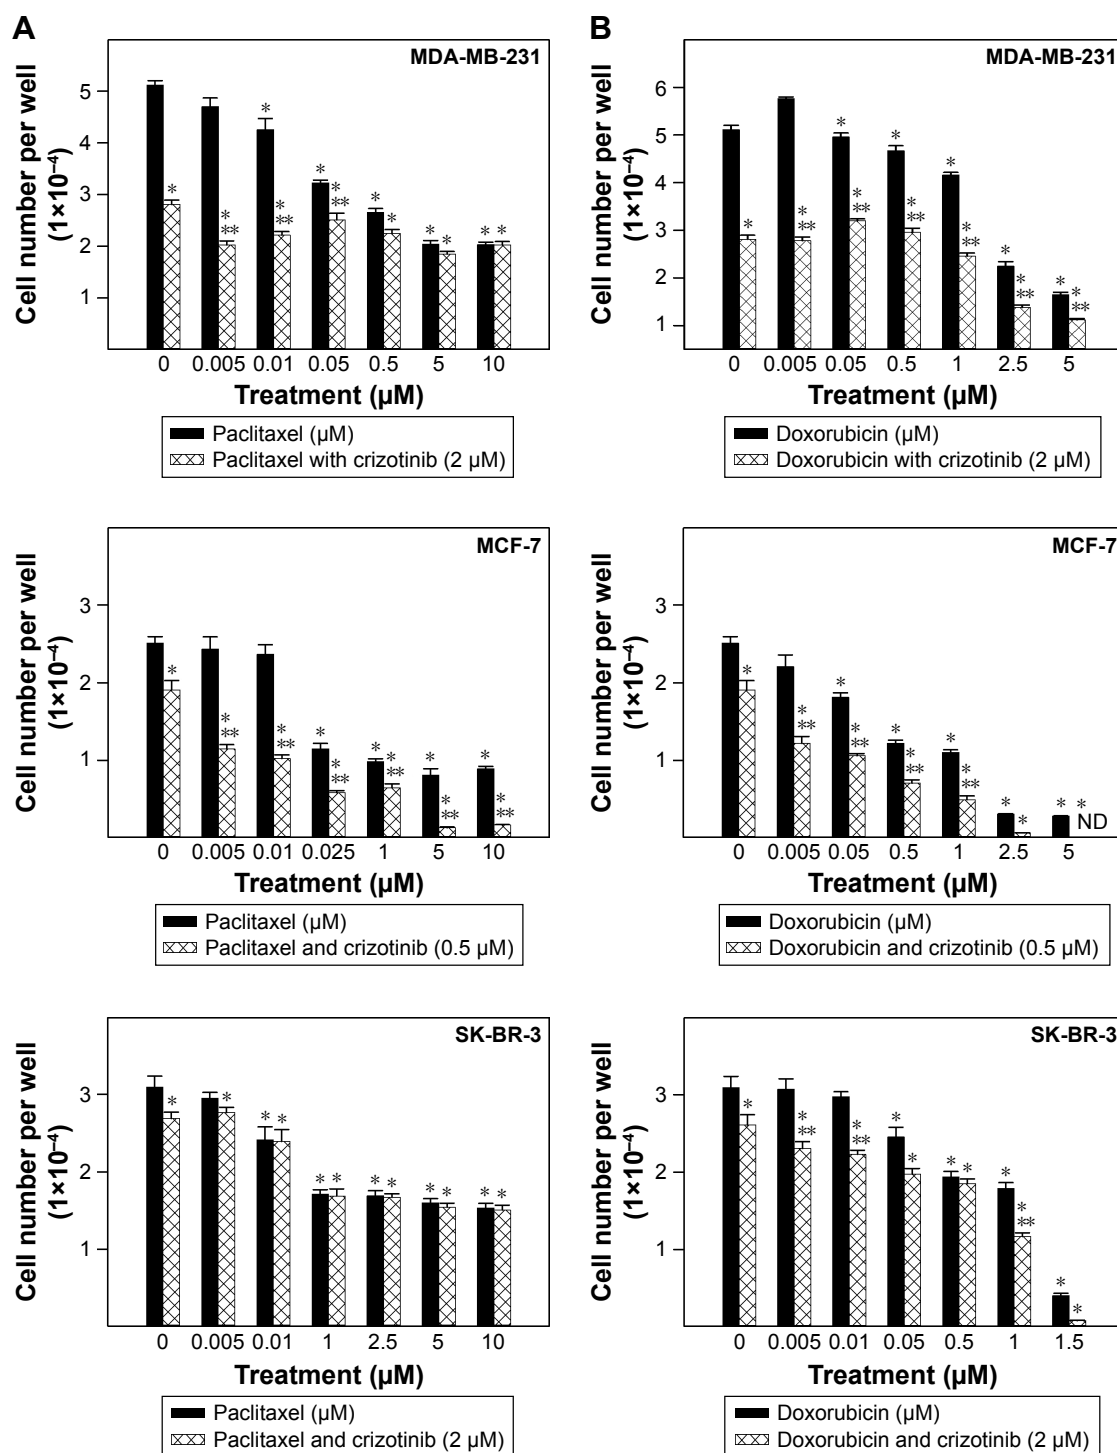 A
MDA-MB-231
Cell number per well
(1×10⁻⁴)
5
4
3
2
1
* * * * * * * * * * *
** ** **
0 0.005 0.01 0.05 0.5 5 10
Treatment (µM)
Paclitaxel (µM)
Paclitaxel with crizotinib (2 µM)
B
MDA-MB-231
Cell number per well
(1×10⁻⁴)
6
5
4
3
2
1
* * * * * * * * * * * *
** ** ** ** ** **
0 0.005 0.05 0.5 1 2.5 5
Treatment (µM)
Doxorubicin (µM)
Doxorubicin with crizotinib (2 µM)
MCF-7
Cell number per well
(1×10⁻⁴)
3
2
1
* * * * * * * * * * *
** ** ** ** ** **
0 0.005 0.01 0.025 1 5 10
Treatment (µM)
Paclitaxel (µM)
Paclitaxel and crizotinib (0.5 µM)
MCF-7
Cell number per well
(1×10⁻⁴)
3
2
1
* * * * * * * * * * * *
** ** ** **
ND
0 0.005 0.05 0.5 1 2.5 5
Treatment (µM)
Doxorubicin (µM)
Doxorubicin and crizotinib (0.5 µM)
SK-BR-3
Cell number per well
(1×10⁻⁴)
3
2
1
* * * * * * * * * * * *
0 0.005 0.01 1 2.5 5 10
Treatment (µM)
Paclitaxel (µM)
Paclitaxel and crizotinib (2 µM)
SK-BR-3
Cell number per well
(1×10⁻⁴)
3
2
1
* * * * * * * * * * *
** ** **
0 0.005 0.01 0.05 0.5 1 1.5
Treatment (µM)
Doxorubicin (µM)
Doxorubicin and crizotinib (2 µM)